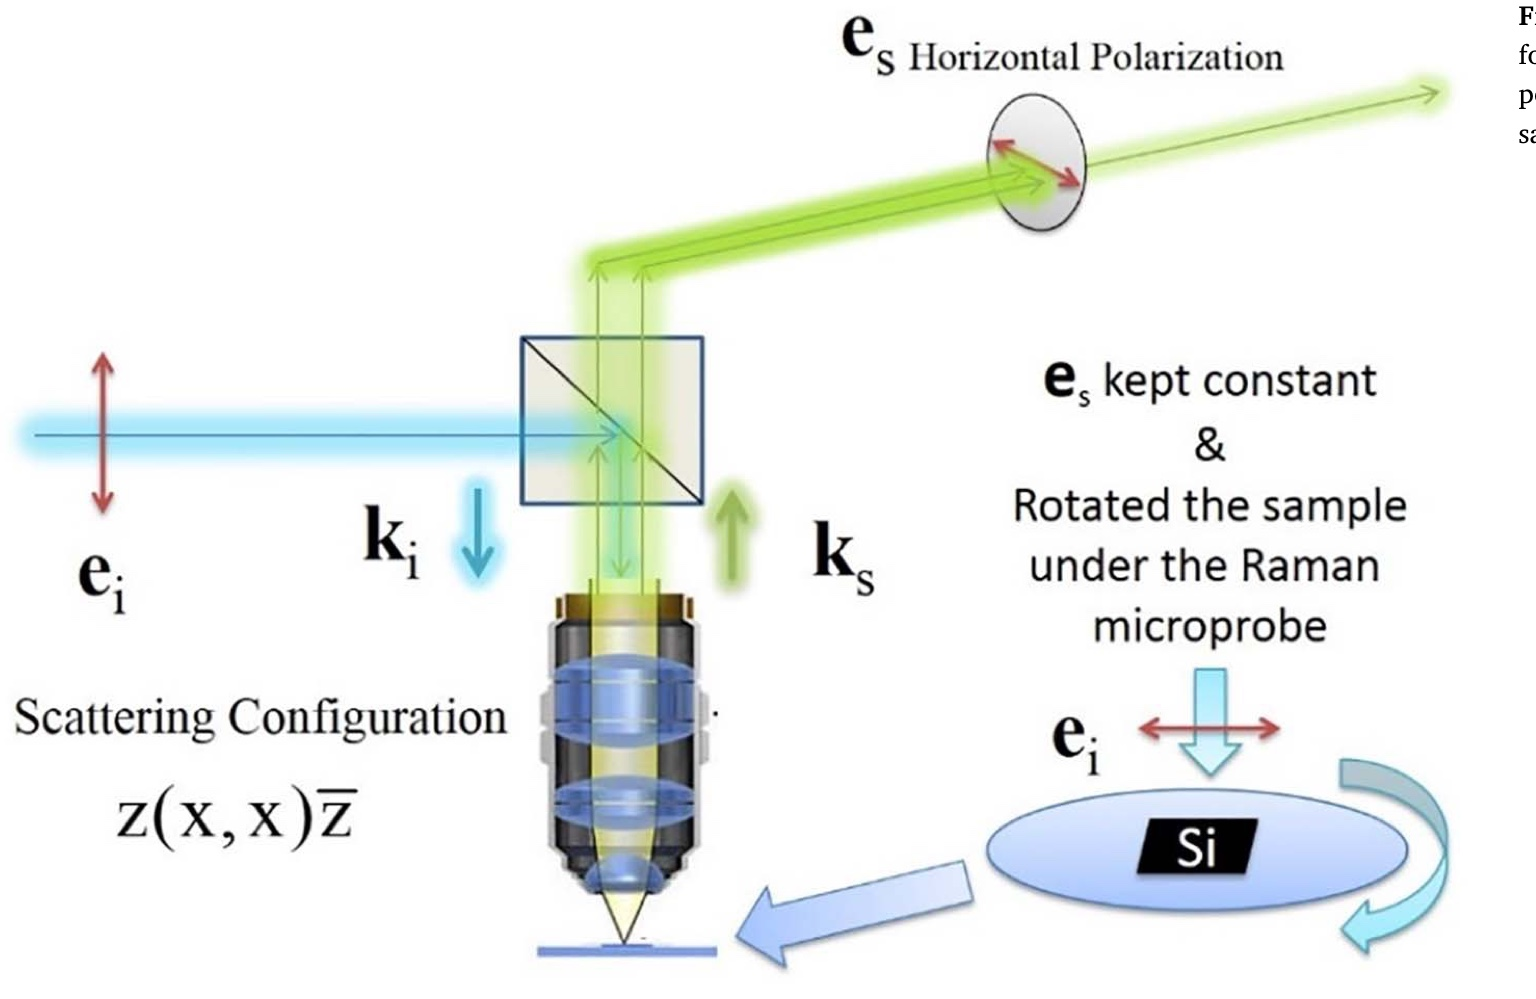 e_s Horizontal Polarization
e_i
k_i
k_s
Scattering Configuration
z(x, x)z̅
e_s kept constant
&
Rotated the sample
under the Raman
microprobe
e_i
Si